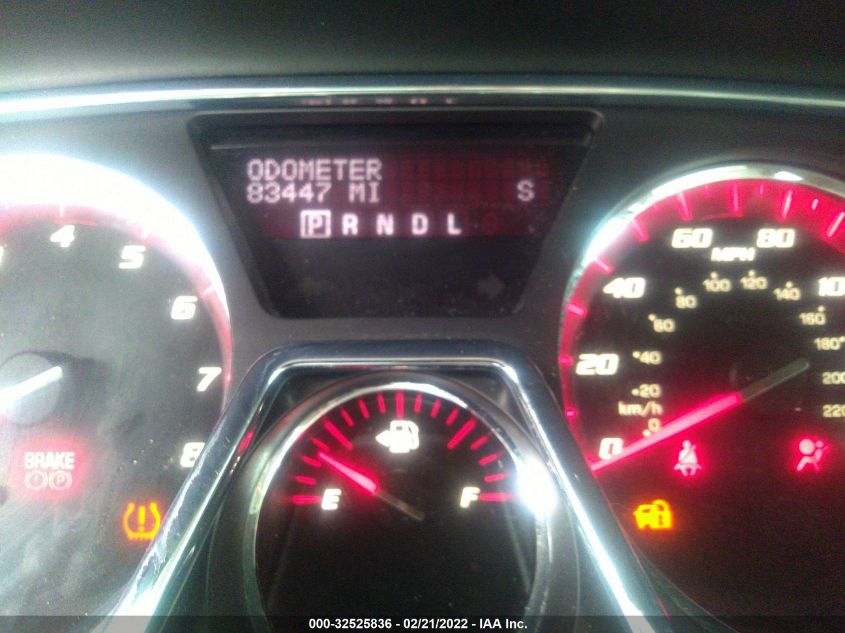 ODOMETER
83447 MI S
P R N D L
4 5 6 7 8
BRAKE
(!) (P)
E F
0 20 40 60 80
MPH
0 20 40 60 80 100 120 140 160 180 200 220
km/h
000-32525836 - 02/21/2022 - IAA Inc.